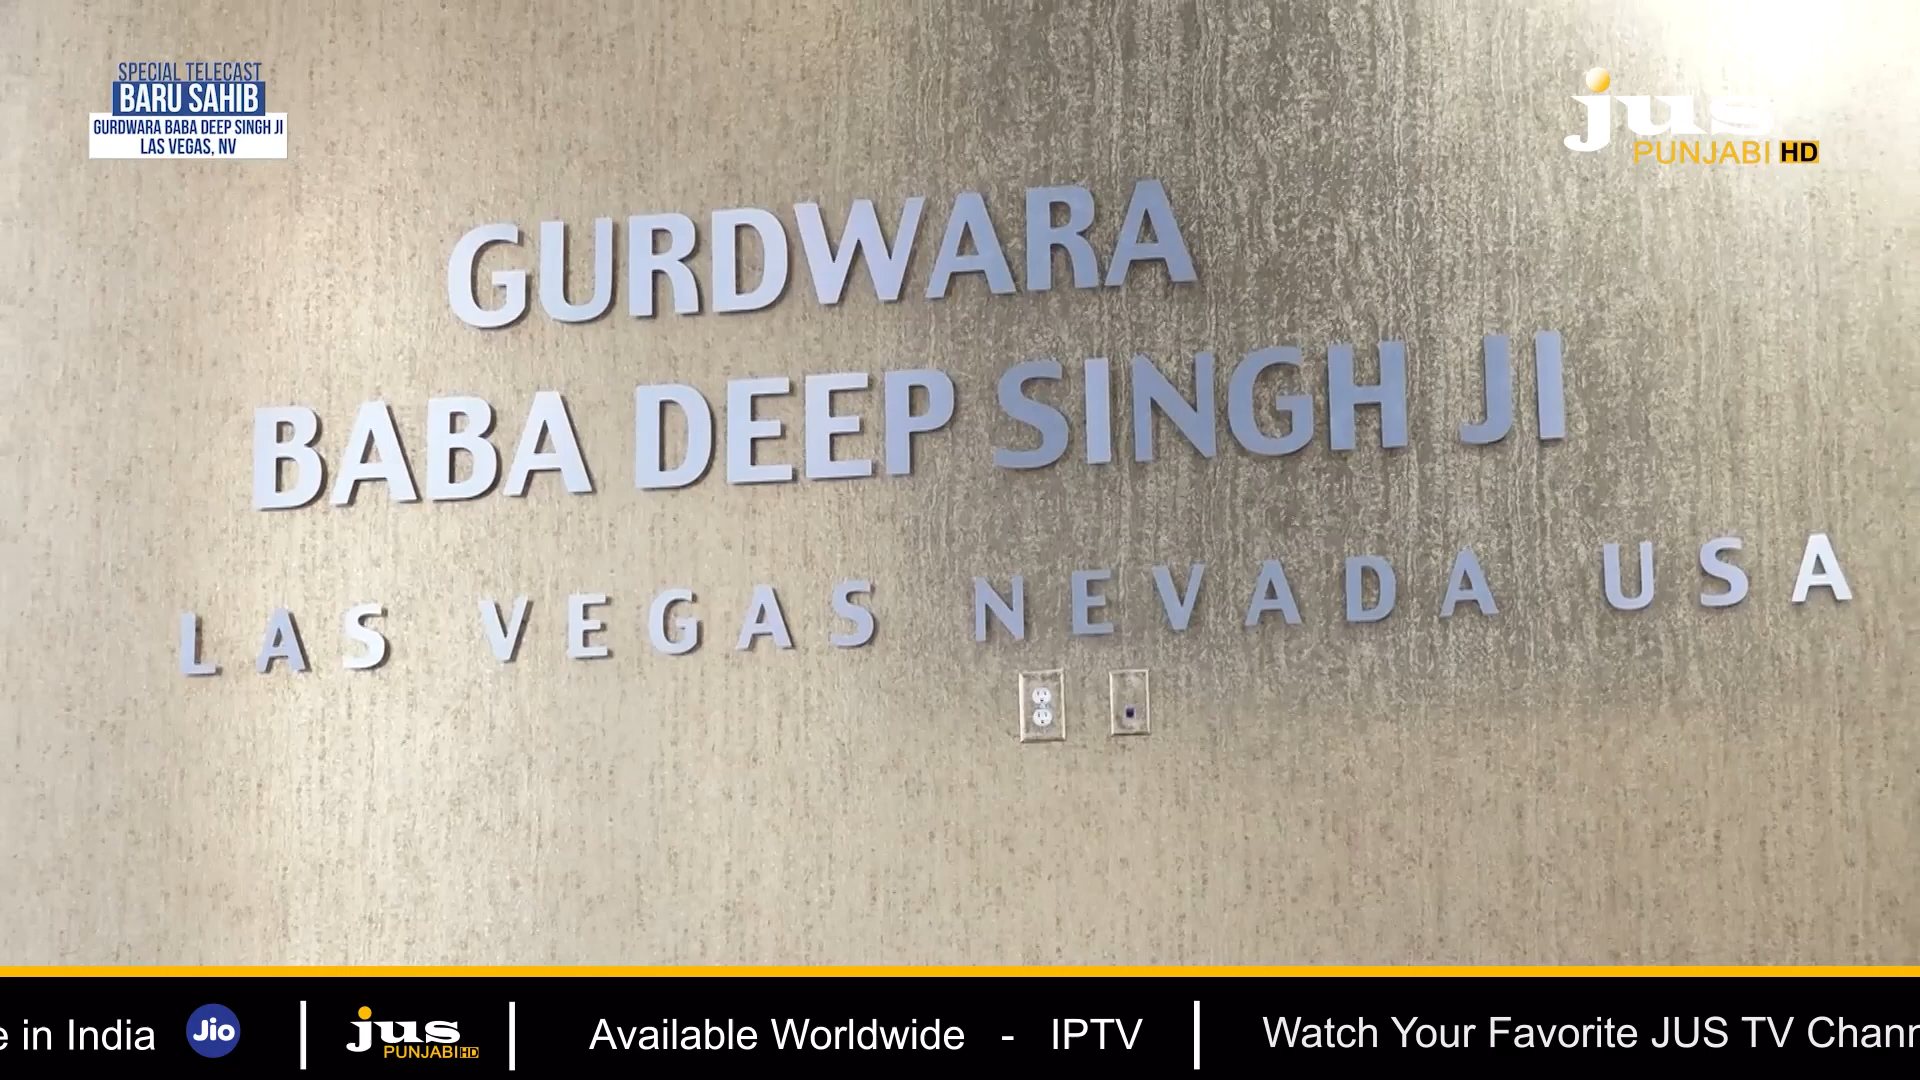 SPECIAL TELECAST
BARU SAHIB
GURDWARA BABA DEEP SINGH JI
LAS VEGAS, NV
jus
PUNJABI HD
GURDWARA
BABA DEEP SINGH JI
LAS VEGAS NEVADA USA
e in India Jio jus PUNJABI HD Available Worldwide - IPTV Watch Your Favorite JUS TV Chann